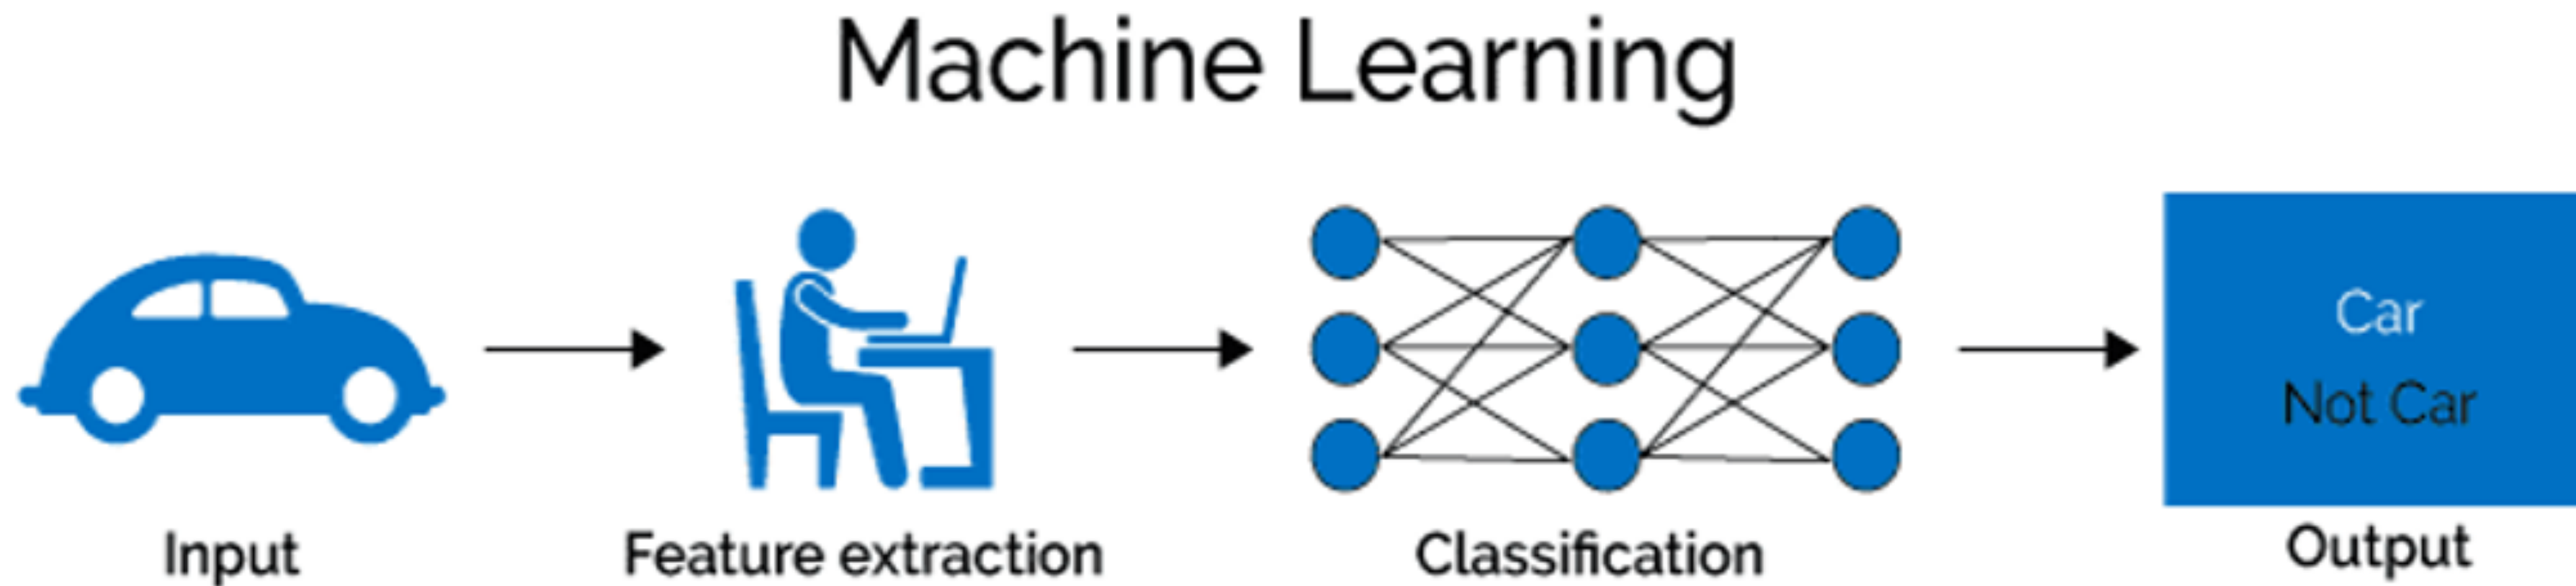 Machine Learning
Car
Not Car
Input
Feature extraction
Classification
Output